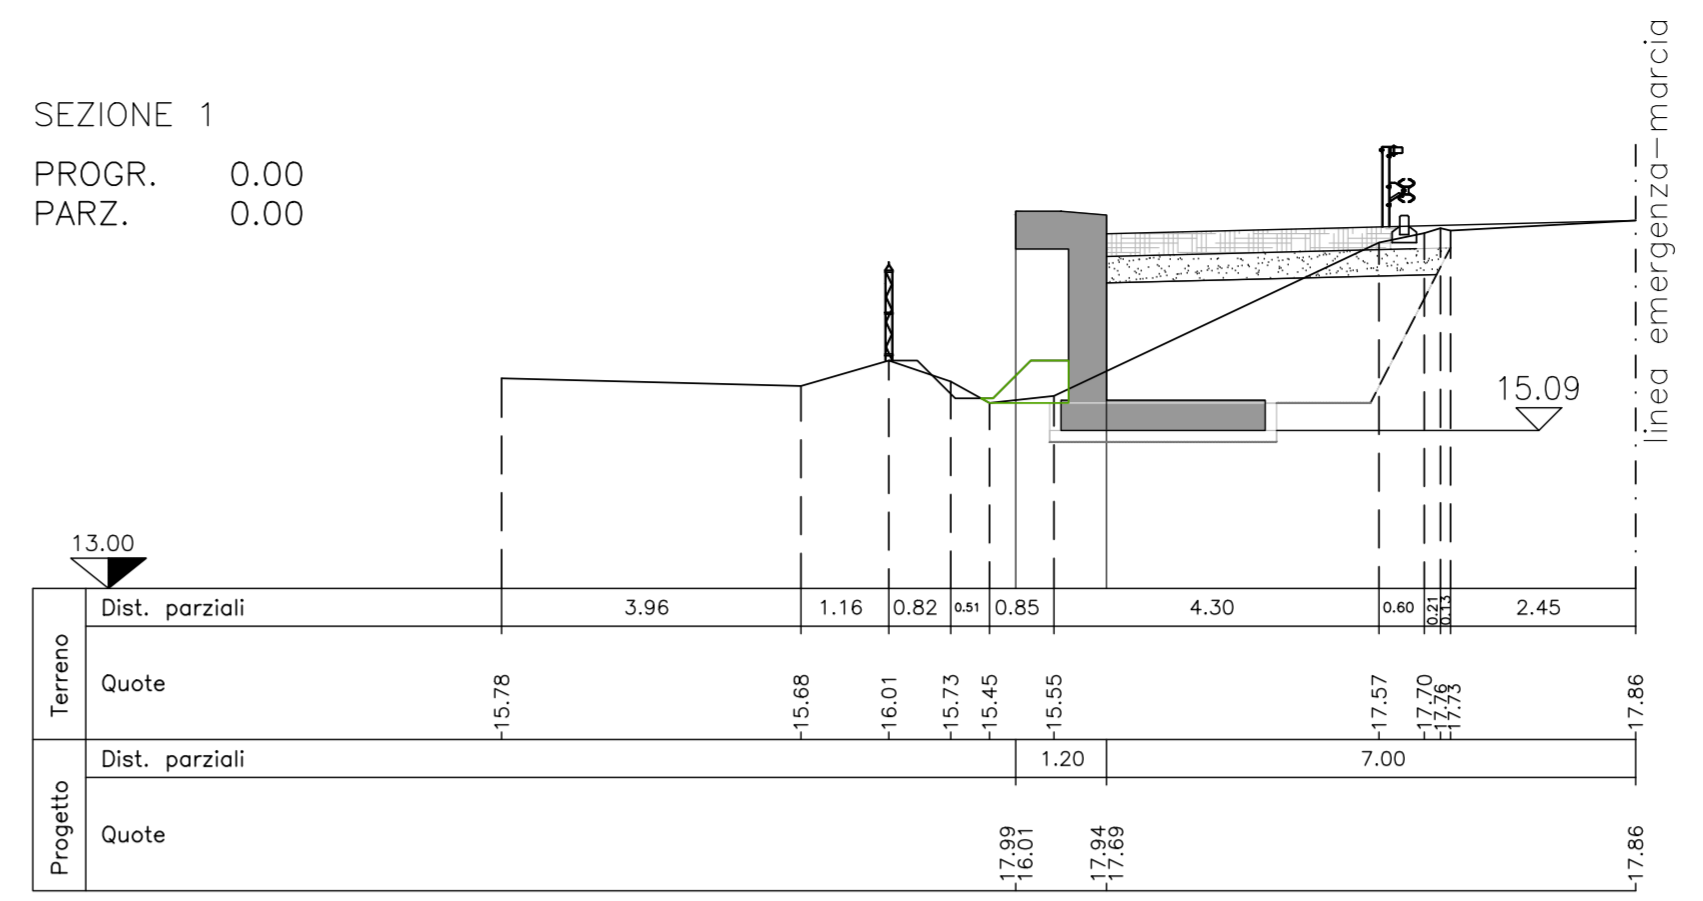 linea emergenza-marcia
SEZIONE 1
PROGR. 0.00
PARZ. 0.00
15.09
13.00
Terreno
Dist. parziali 3.96 1.16 0.82 0.51 0.85 4.30 0.60 0.21 0.13 2.45
Quote 15.78 15.68 16.01 15.73 15.45 15.55 17.57 17.70 17.76 17.73 17.86
Progetto
Dist. parziali 1.20 7.00
Quote 17.99 16.01 17.94 17.69 17.86